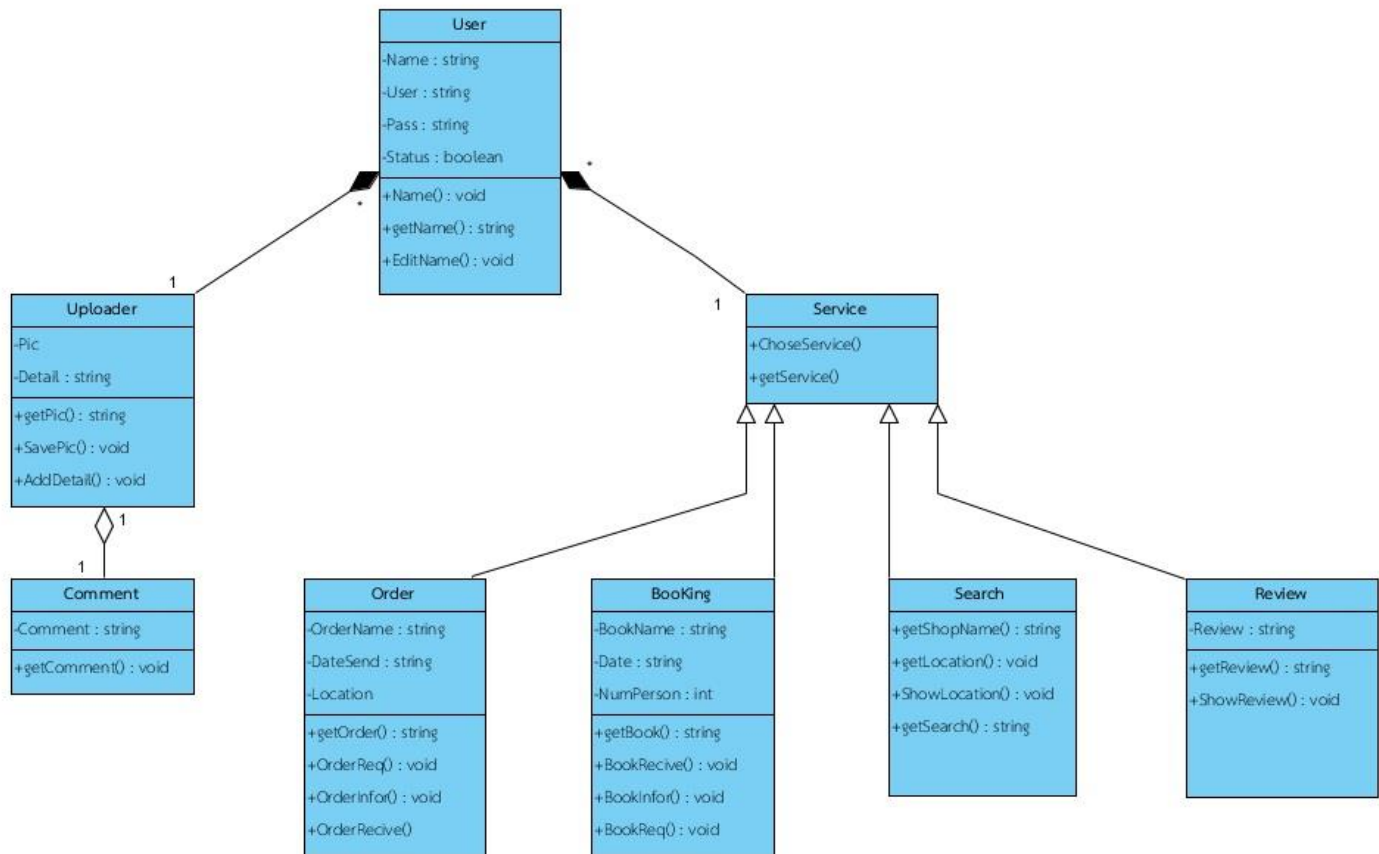 User
-Name : string
-User : string
-Pass : string
-Status : boolean
+Name() : void
+getName() : string
+EditName() : void
*
*
1
1
Uploader
-Pic
-Detail : string
+getPic() : string
+SavePic() : void
+AddDetail() : void
Service
+ChoseService()
+getService()
1
1
Comment
-Comment : string
+getComment() : void
Order
-OrderName : string
-DateSend : string
-Location
+getOrder() : string
+OrderReq() : void
+OrderInfor() : void
+OrderRecive()
BooKing
-BookName : string
-Date : string
-NumPerson : int
+getBook() : string
+BookRecive() : void
+BookInfor() : void
+BookReq() : void
Search
+getShopName() : string
+getLocation() : void
+ShowLocation() : void
+getSearch() : string
Review
-Review : string
+getReview() : string
+ShowReview() : void